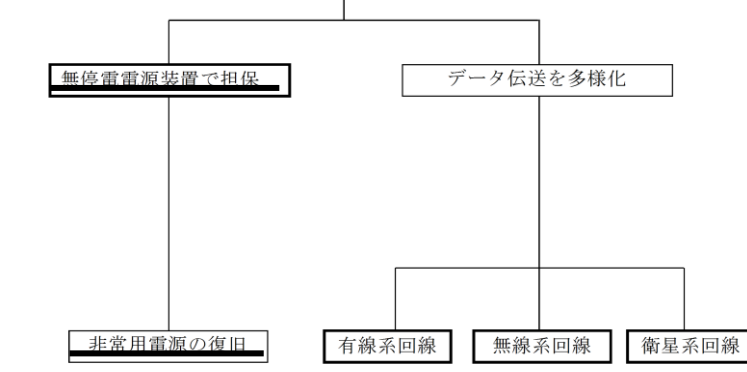 無停電電源装置で担保
データ伝送を多様化
非常用電源の復旧
有線系回線
無線系回線
衛星系回線